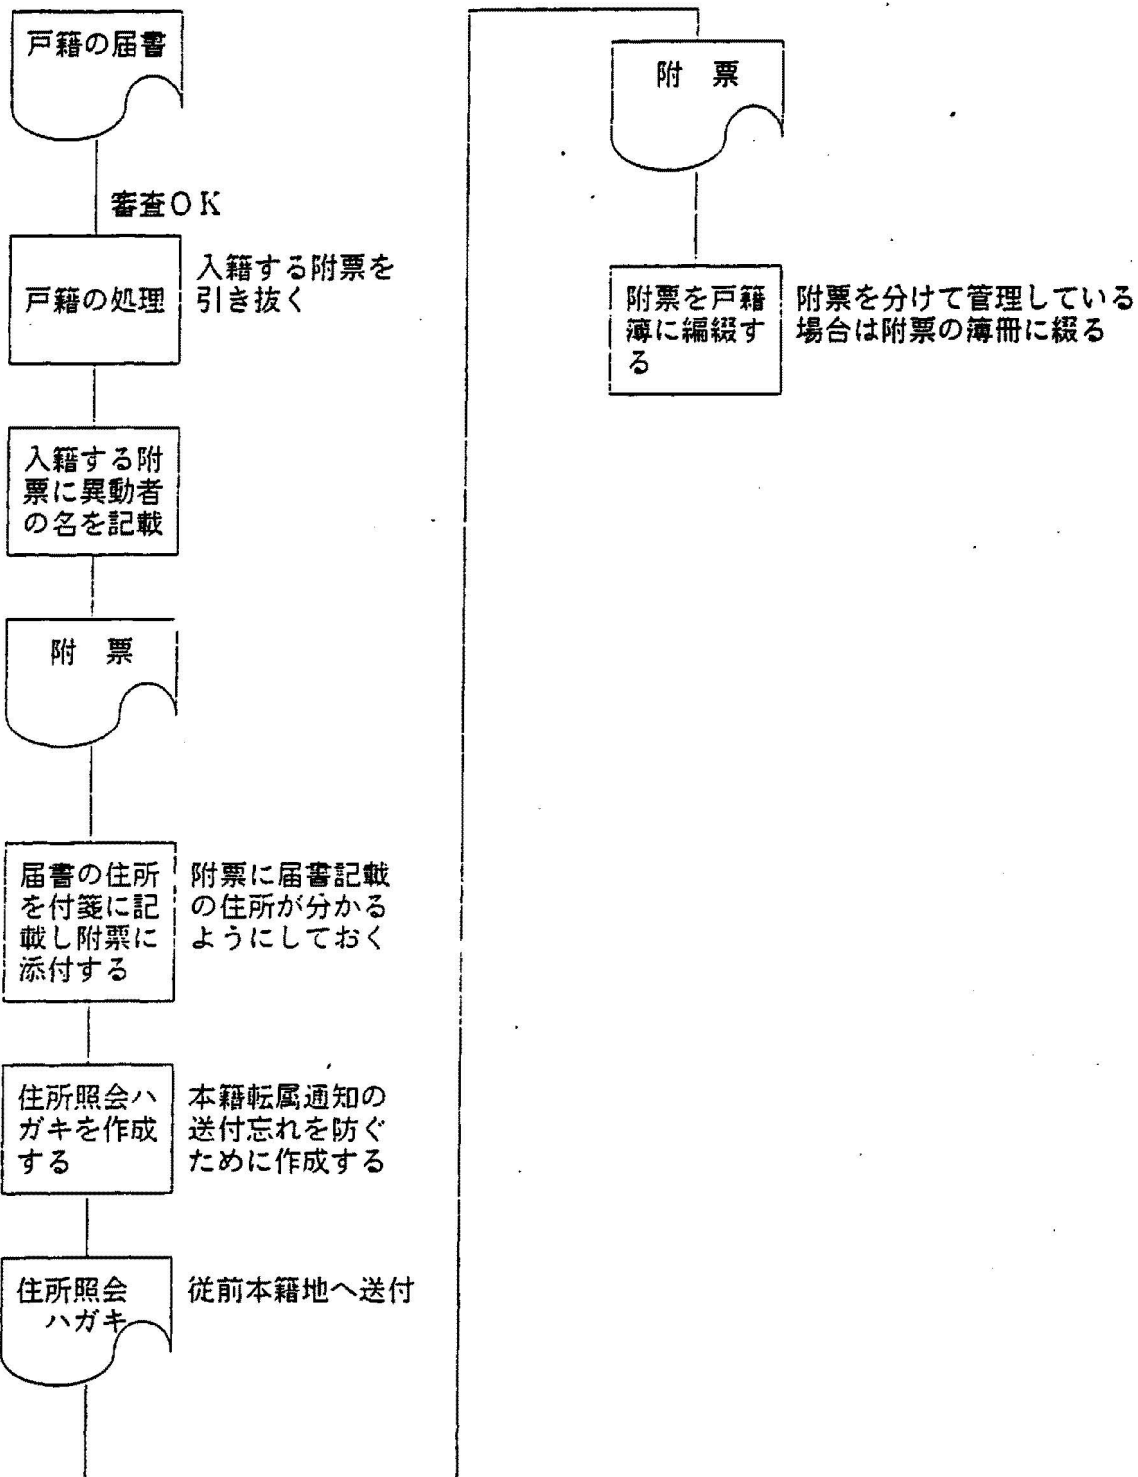 戸籍の届書
審査OK
戸籍の処理
入籍する附票を
引き抜く
入籍する附
票に異動者
の名を記載
附　票
届書の住所
を付箋に記
載し附票に
添付する
附票に届書記載
の住所が分かる
ようにしておく
住所照会ハ
ガキを作成
する
本籍転属通知の
送付忘れを防ぐ
ために作成する
住所照会
ハガキ
従前本籍地へ送付
附　票
附票を戸籍
簿に編綴す
る
附票を分けて管理している
場合は附票の簿冊に綴る